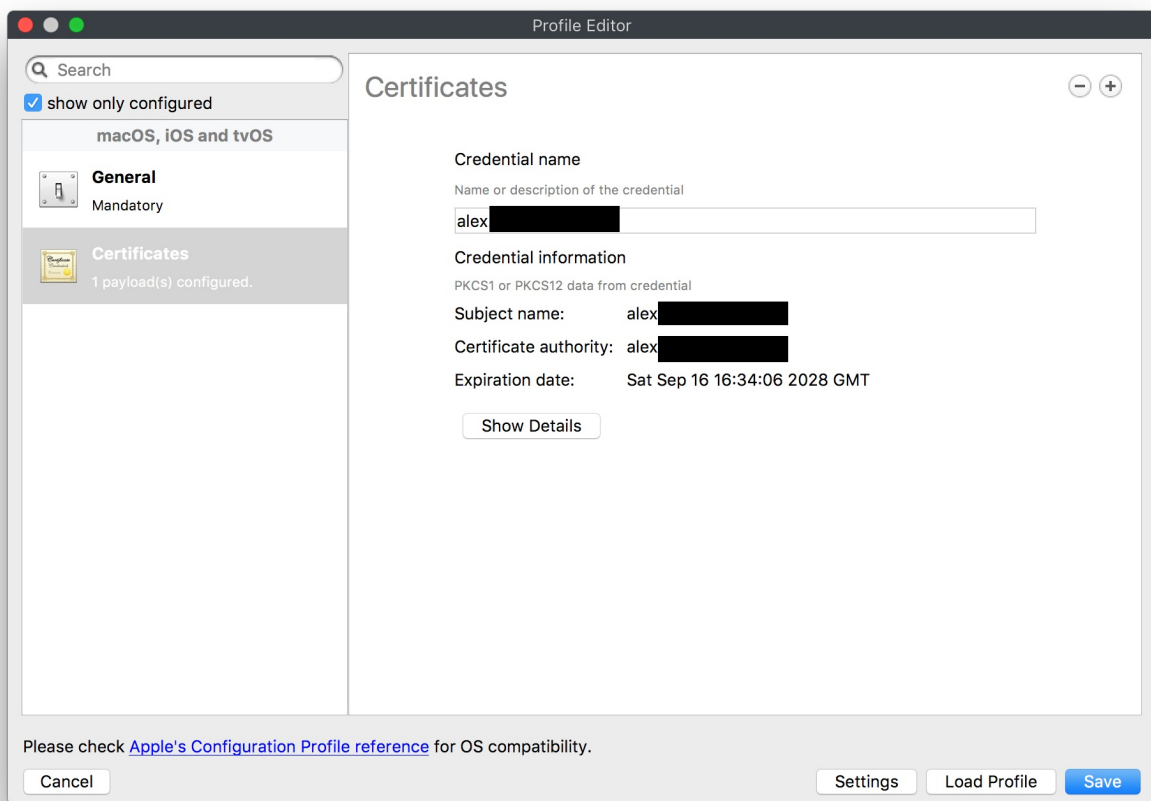 Profile Editor
Search
show only configured
macOS, iOS and tvOS
General
Mandatory
Certificates
1 payload(s) configured.
Certificates
Credential name
Name or description of the credential
alex
Credential information
PKCS1 or PKCS12 data from credential
Subject name: alex
Certificate authority: alex
Expiration date: Sat Sep 16 16:34:06 2028 GMT
Show Details
Please check Apple's Configuration Profile reference for OS compatibility.
Cancel Settings Load Profile Save